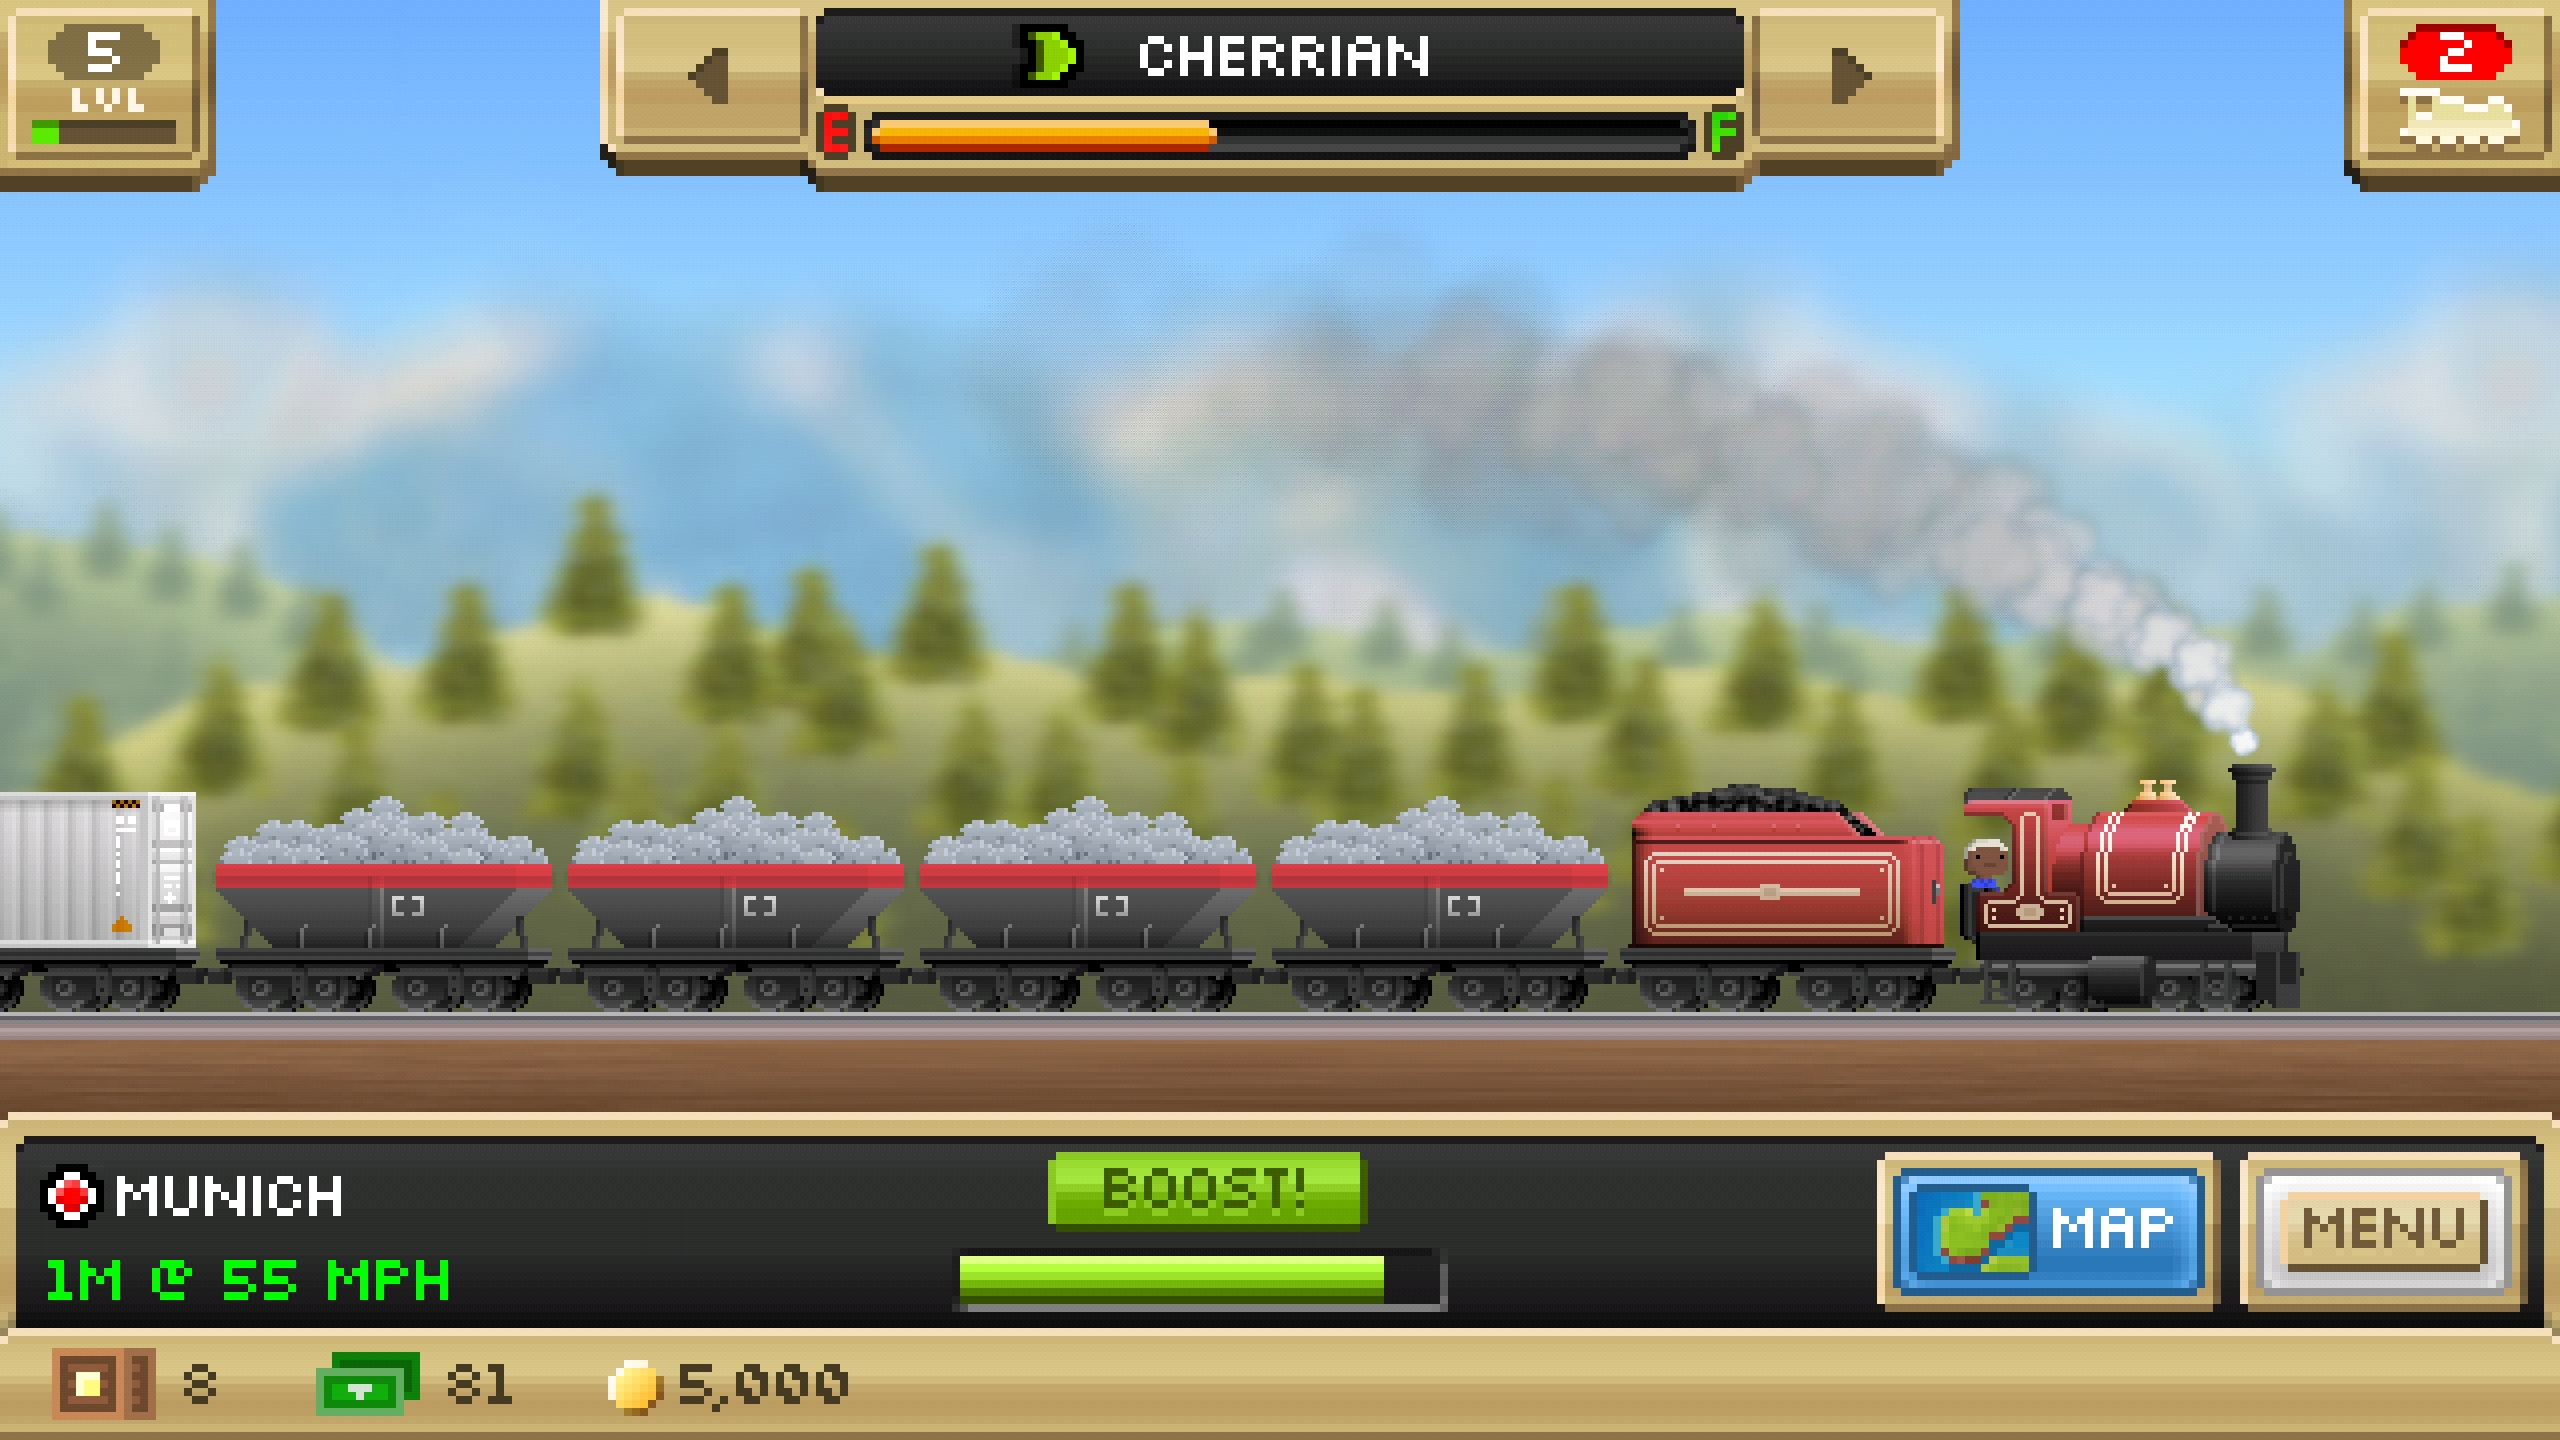 5
LVL
CHERRIAN
E F
2
MUNICH
1M @ 55 MPH
BOOST!
MAP
MENU
8
81
5,000